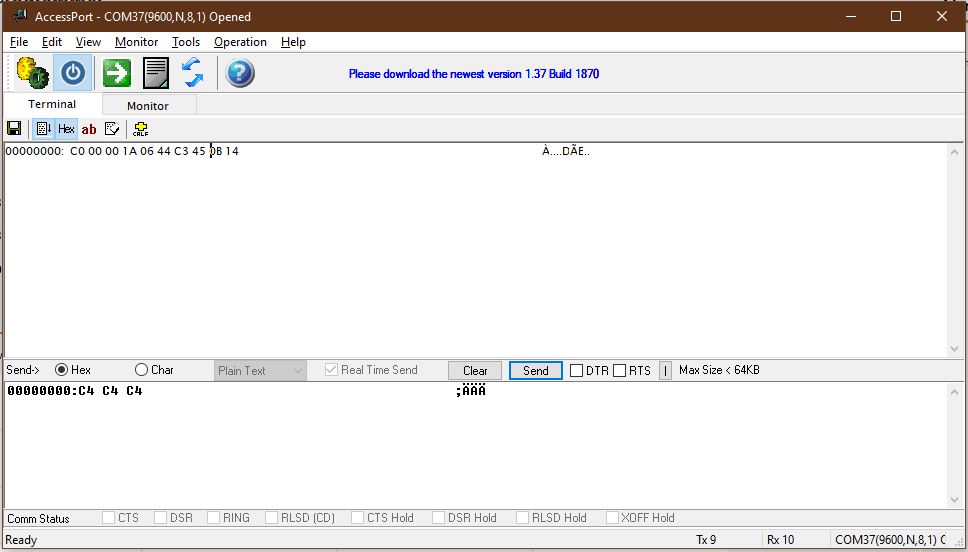 AccessPort - COM37(9600,N,8,1) Opened
File Edit View Monitor Tools Operation Help
Please download the newest version 1.37 Build 1870
Terminal Monitor
Hex ab CRLF
00000000: C0 00 00 1A 06 44 C3 45 0B 14 À....DÃE..
Send-> Hex Char Plain Text Real Time Send Clear Send DTR RTS Max Size < 64KB
00000000:C4 C4 C4 ;ÄÄÄ
Comm Status CTS DSR RING RLSD (CD) CTS Hold DSR Hold RLSD Hold XOFF Hold
Ready Tx 9 Rx 10 COM37(9600,N,8,1) C